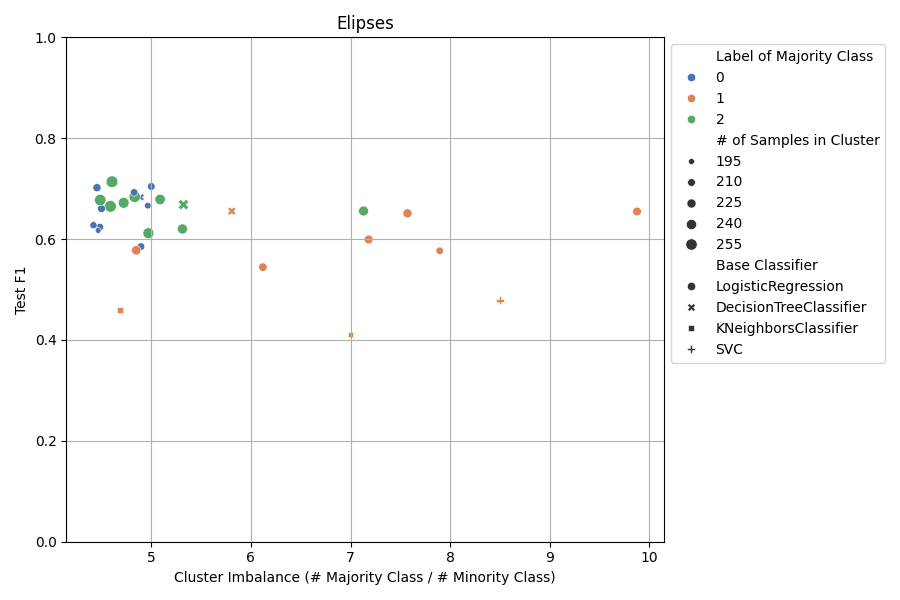 Elipses
1.0
0.8
0.6
0.4
0.2
0.0
Test F1
5 6 7 8 9 10
Cluster Imbalance (# Majority Class / # Minority Class)
Label of Majority Class
0
1
2
# of Samples in Cluster
195
210
225
240
255
Base Classifier
LogisticRegression
DecisionTreeClassifier
KNeighborsClassifier
SVC